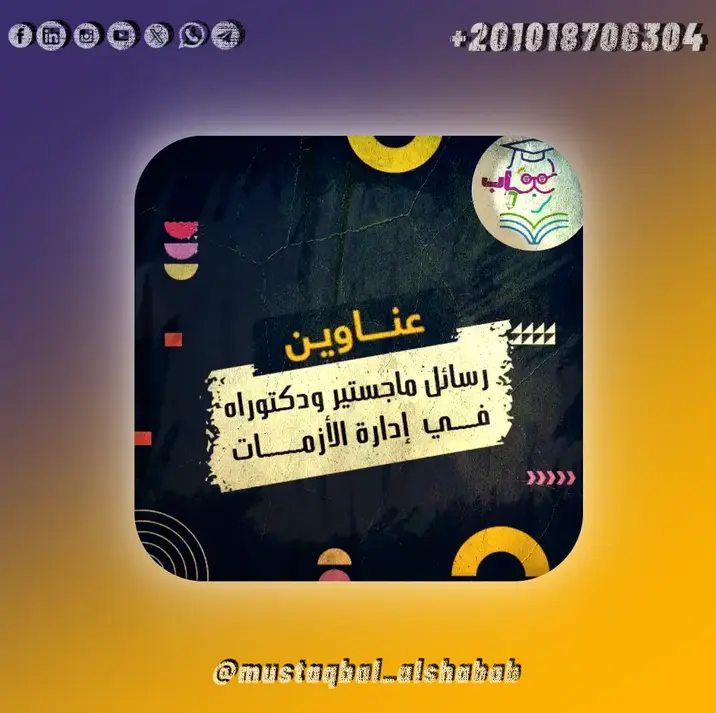 +201018706304
عناوين
رسائل ماجستير ودكتوراه
في إدارة الأزمات
@mustaqbal_alshabab